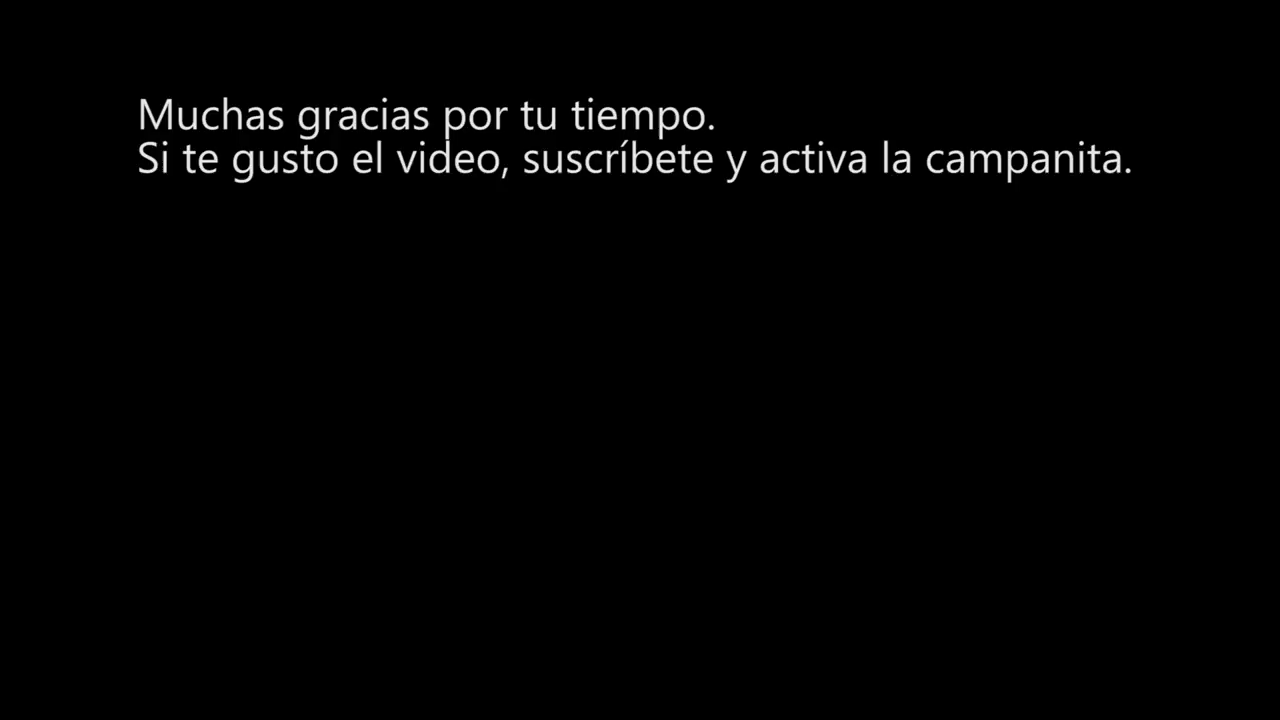 Muchas gracias por tu tiempo.
Si te gusto el video, suscríbete y activa la campanita.